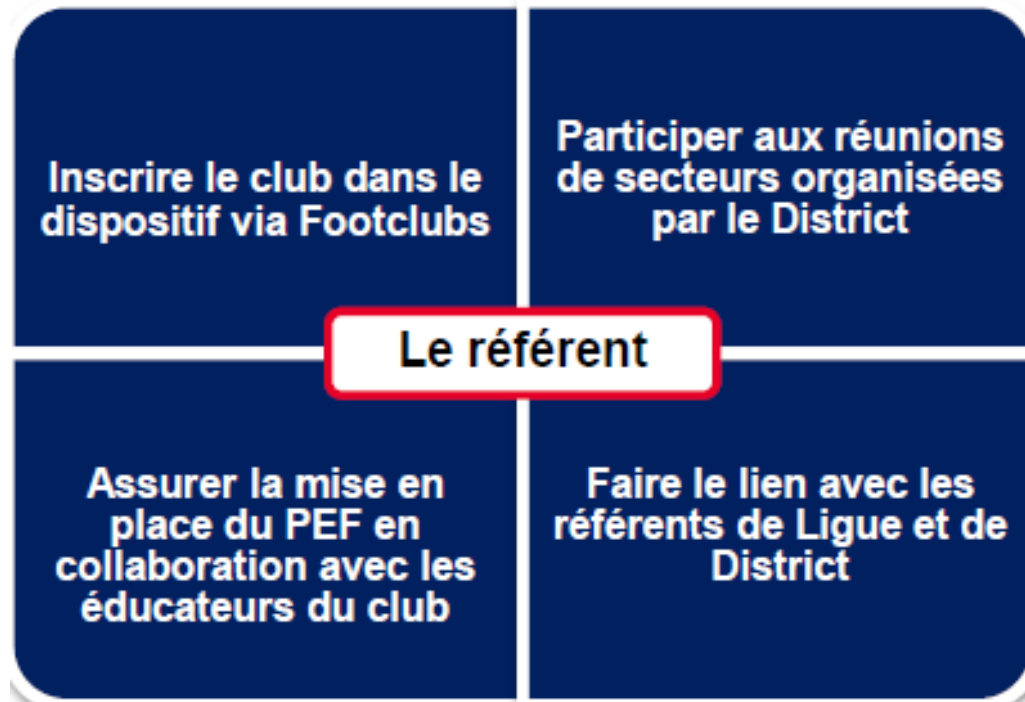 Inscrire le club dans le
dispositif via Footclubs
Participer aux réunions
de secteurs organisées
par le District
Le référent
Assurer la mise en
place du PEF en
collaboration avec les
éducateurs du club
Faire le lien avec les
référents de Ligue et de
District